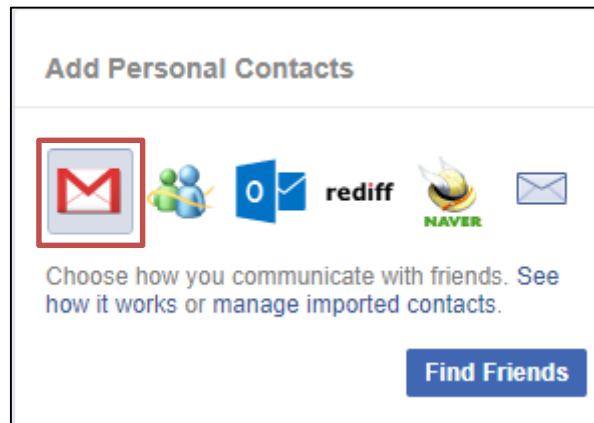 Add Personal Contacts
O rediff NAVER
Choose how you communicate with friends. See
how it works or manage imported contacts.
Find Friends